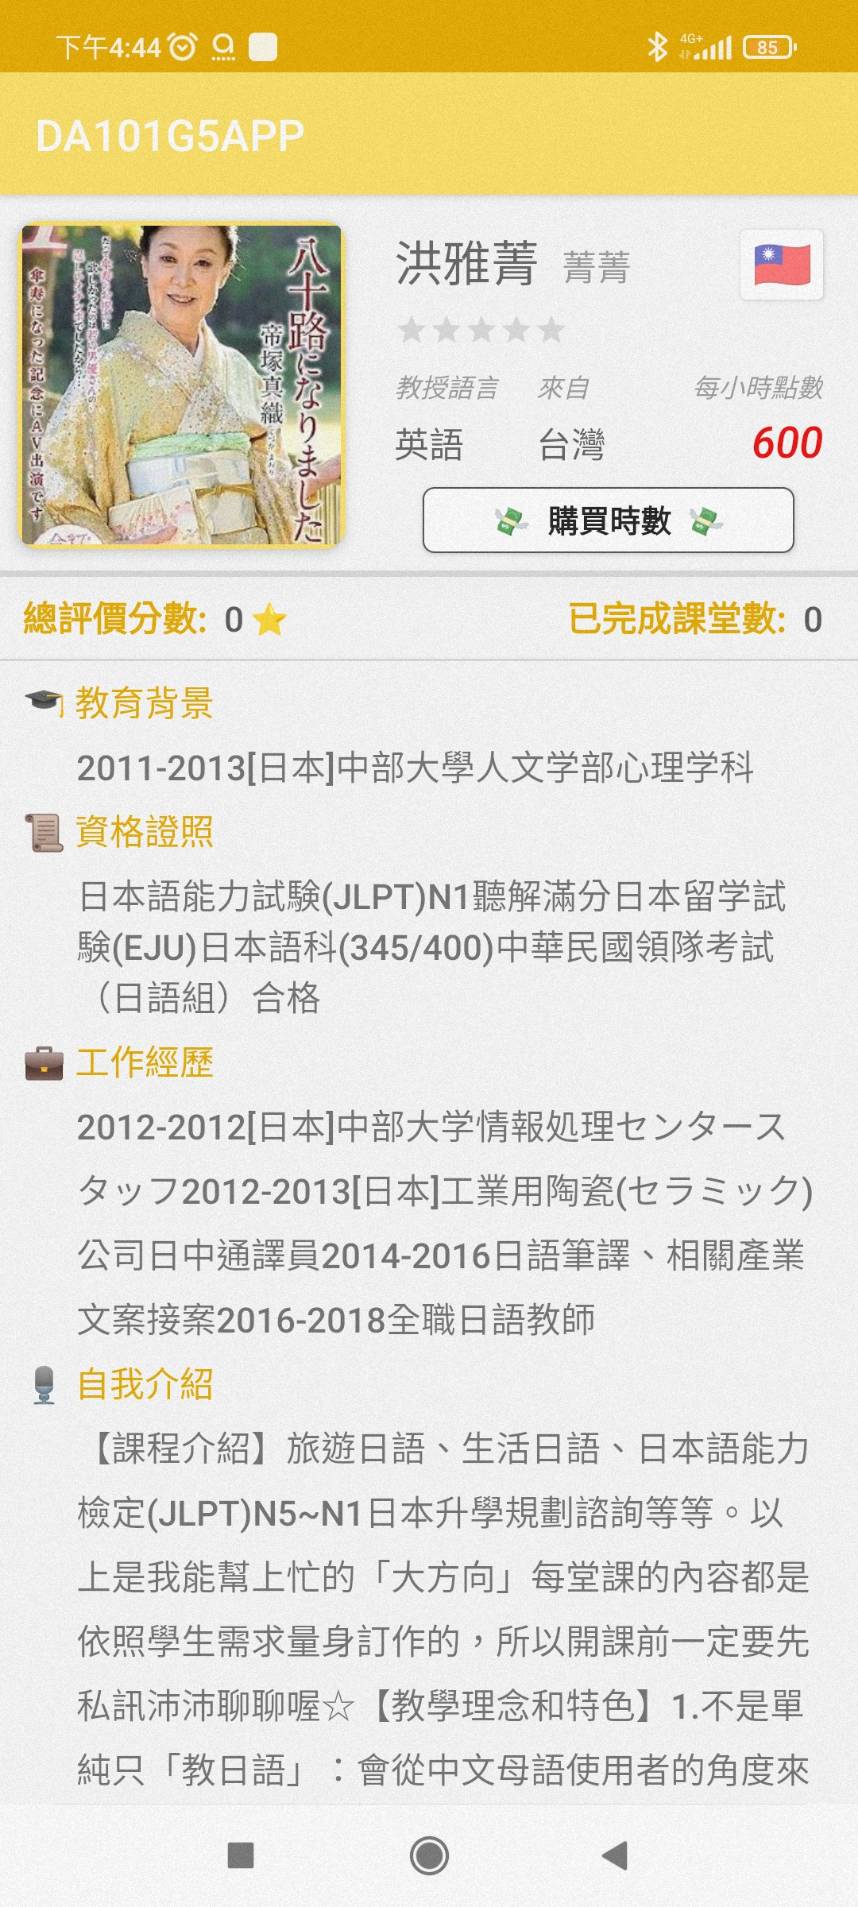 下午4:44
4G+
85
DA101G5APP
八十路になりました
帝塚真織
傘寿になった記念にAV出演です
洪雅菁 菁菁
教授語言 來自 每小時點數
英語 台灣 600
購買時數
總評價分數: 0 已完成課堂數: 0
教育背景
2011-2013[日本]中部大學人文学部心理学科
資格證照
日本語能力試験(JLPT)N1聽解滿分日本留学試
験(EJU)日本語科(345/400)中華民國領隊考試
（日語組）合格
工作經歷
2012-2012[日本]中部大学情報処理センタース
タッフ2012-2013[日本]工業用陶瓷(セラミック)
公司日中通譯員2014-2016日語筆譯、相關產業
文案接案2016-2018全職日語教師
自我介紹
【課程介紹】旅遊日語、生活日語、日本語能力
檢定(JLPT)N5~N1日本升學規劃諮詢等等。以
上是我能幫上忙的「大方向」每堂課的內容都是
依照學生需求量身訂作的，所以開課前一定要先
私訊沛沛聊聊喔☆【教學理念和特色】1.不是單
純只「教日語」：會從中文母語使用者的角度來